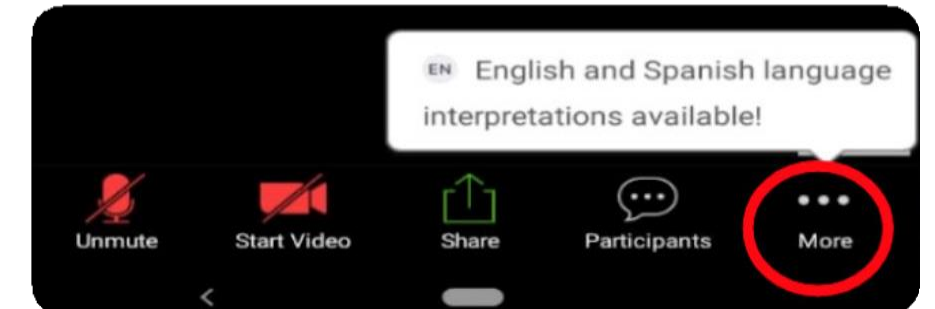 EN English and Spanish language
interpretations available!
Unmute Start Video Share Participants More